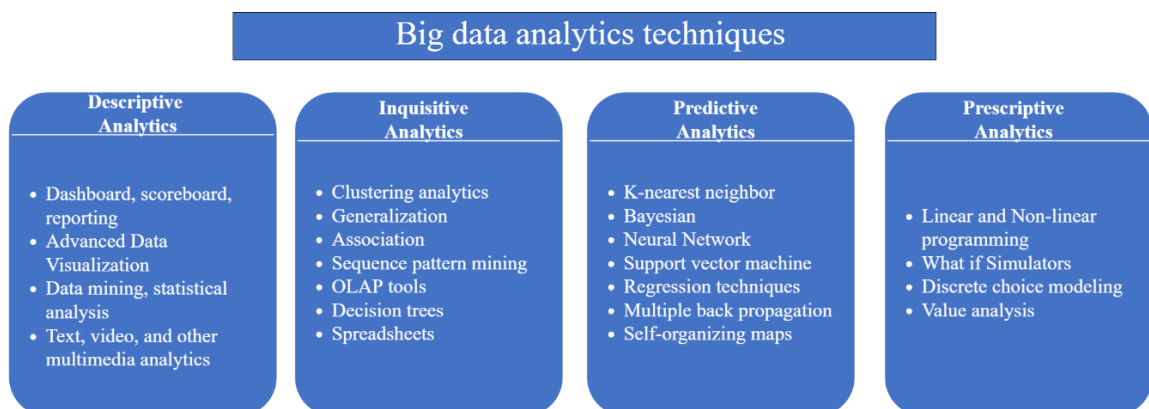 Big data analytics techniques
Descriptive
Analytics
• Dashboard, scoreboard,
reporting
• Advanced Data
Visualization
• Data mining, statistical
analysis
• Text, video, and other
multimedia analytics
Inquisitive
Analytics
• Clustering analytics
• Generalization
• Association
• Sequence pattern mining
• OLAP tools
• Decision trees
• Spreadsheets
Predictive
Analytics
• K-nearest neighbor
• Bayesian
• Neural Network
• Support vector machine
• Regression techniques
• Multiple back propagation
• Self-organizing maps
Prescriptive
Analytics
• Linear and Non-linear
programming
• What if Simulators
• Discrete choice modeling
• Value analysis